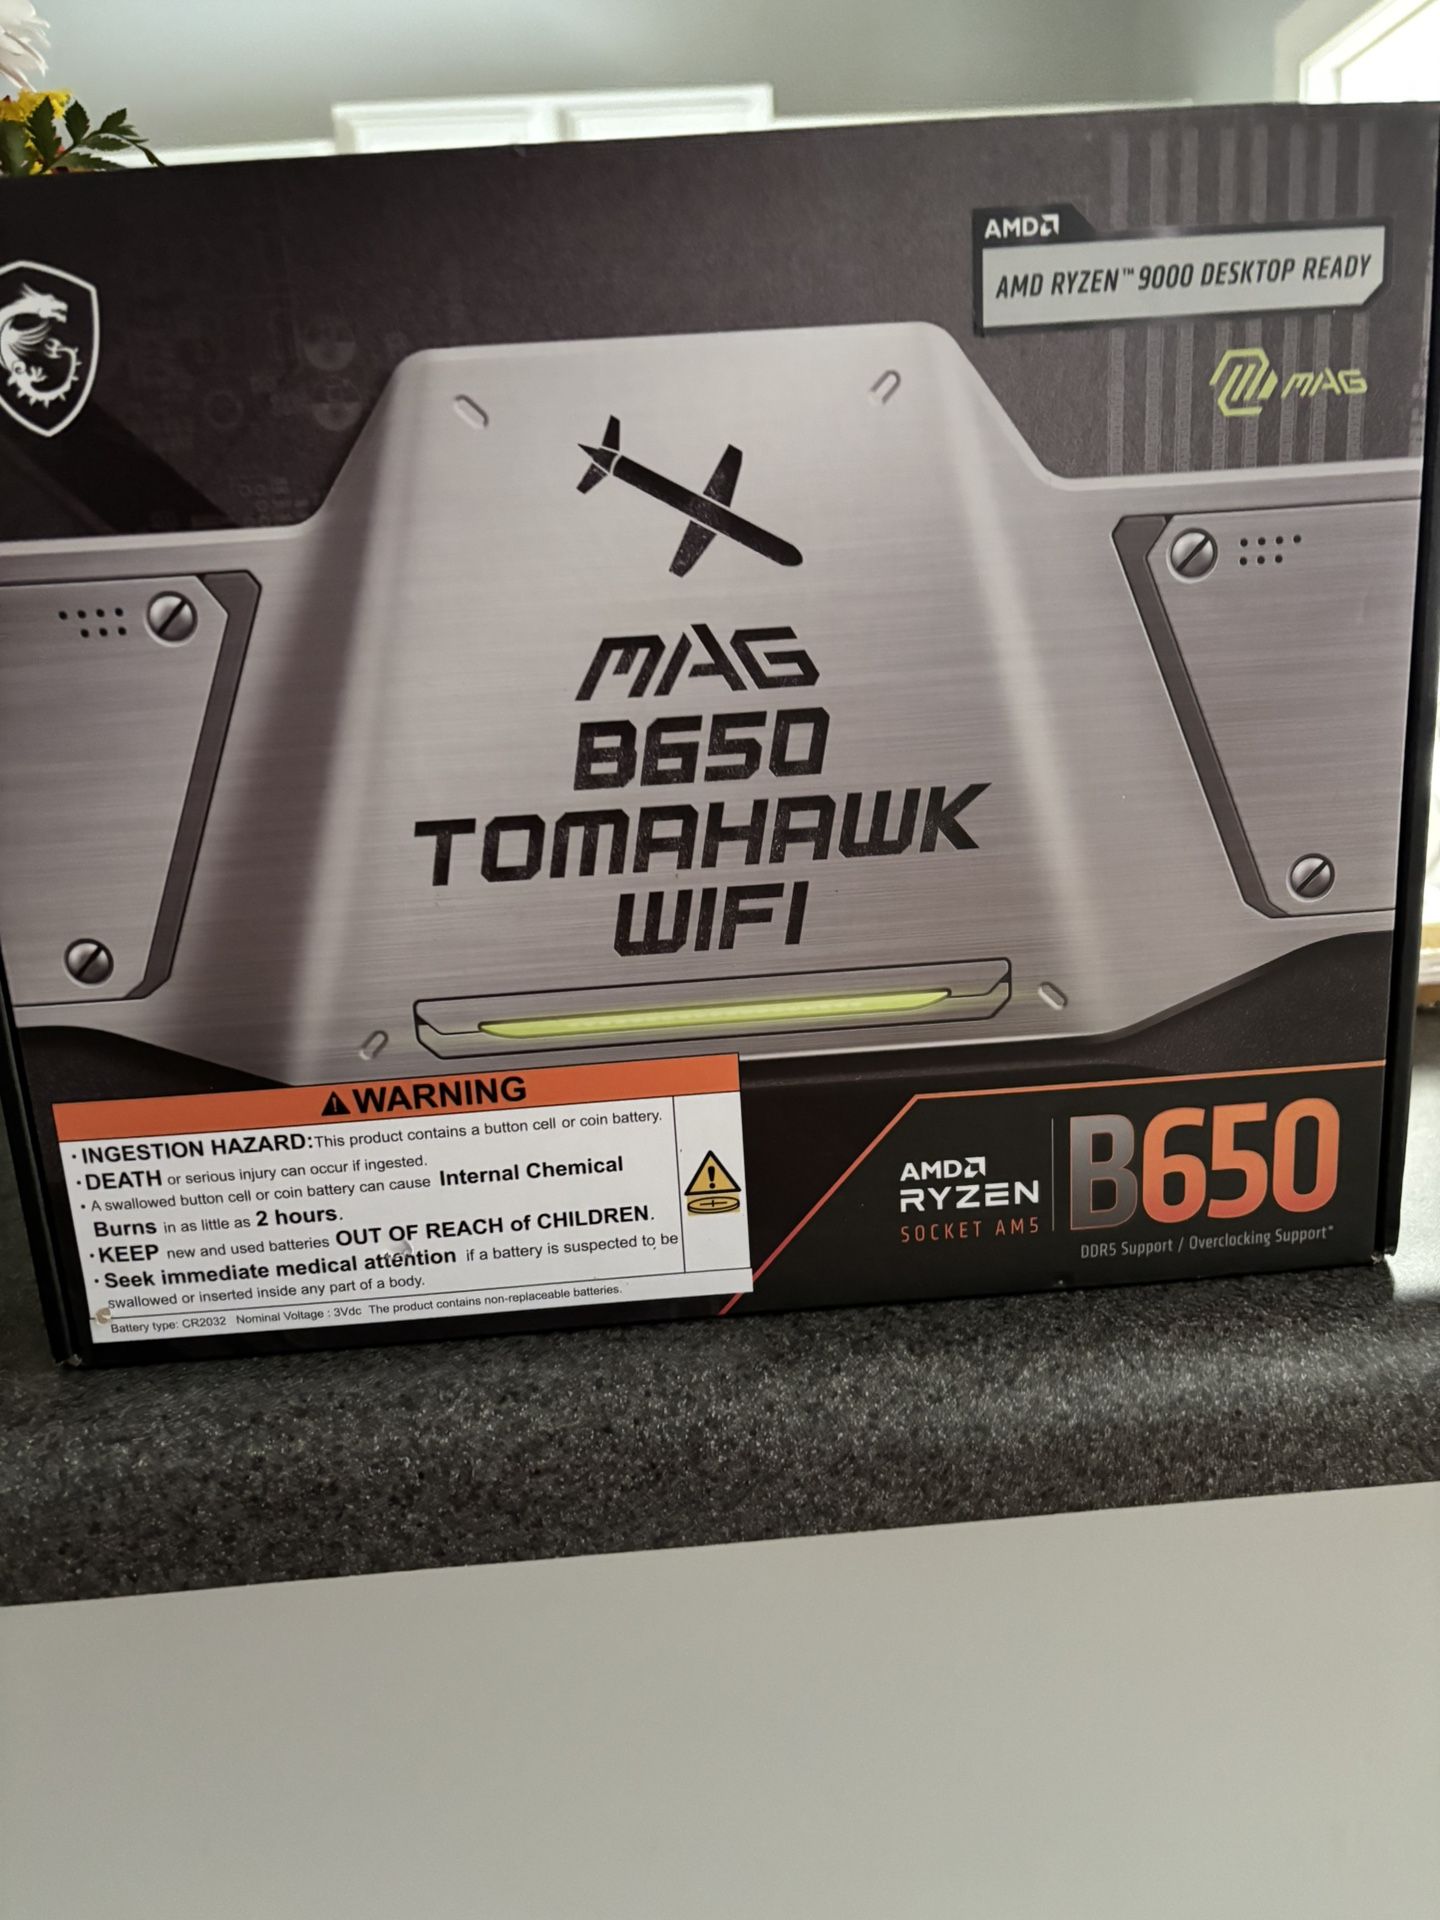 AMD
AMD RYZEN™ 9000 DESKTOP READY
MAG
MAG
B650
TOMAHAWK
WIFI
⚠WARNING
· INGESTION HAZARD: This product contains a button cell or coin battery.
· DEATH or serious injury can occur if ingested.
· A swallowed button cell or coin battery can cause Internal Chemical
Burns in as little as 2 hours.
· KEEP new and used batteries OUT OF REACH of CHILDREN.
· Seek immediate medical attention if a battery is suspected to be
swallowed or inserted inside any part of a body.
Battery type: CR2032 Nominal Voltage : 3Vdc The product contains non-replaceable batteries.
AMD
RYZEN
SOCKET AM5
B650
DDR5 Support / Overclocking Support*